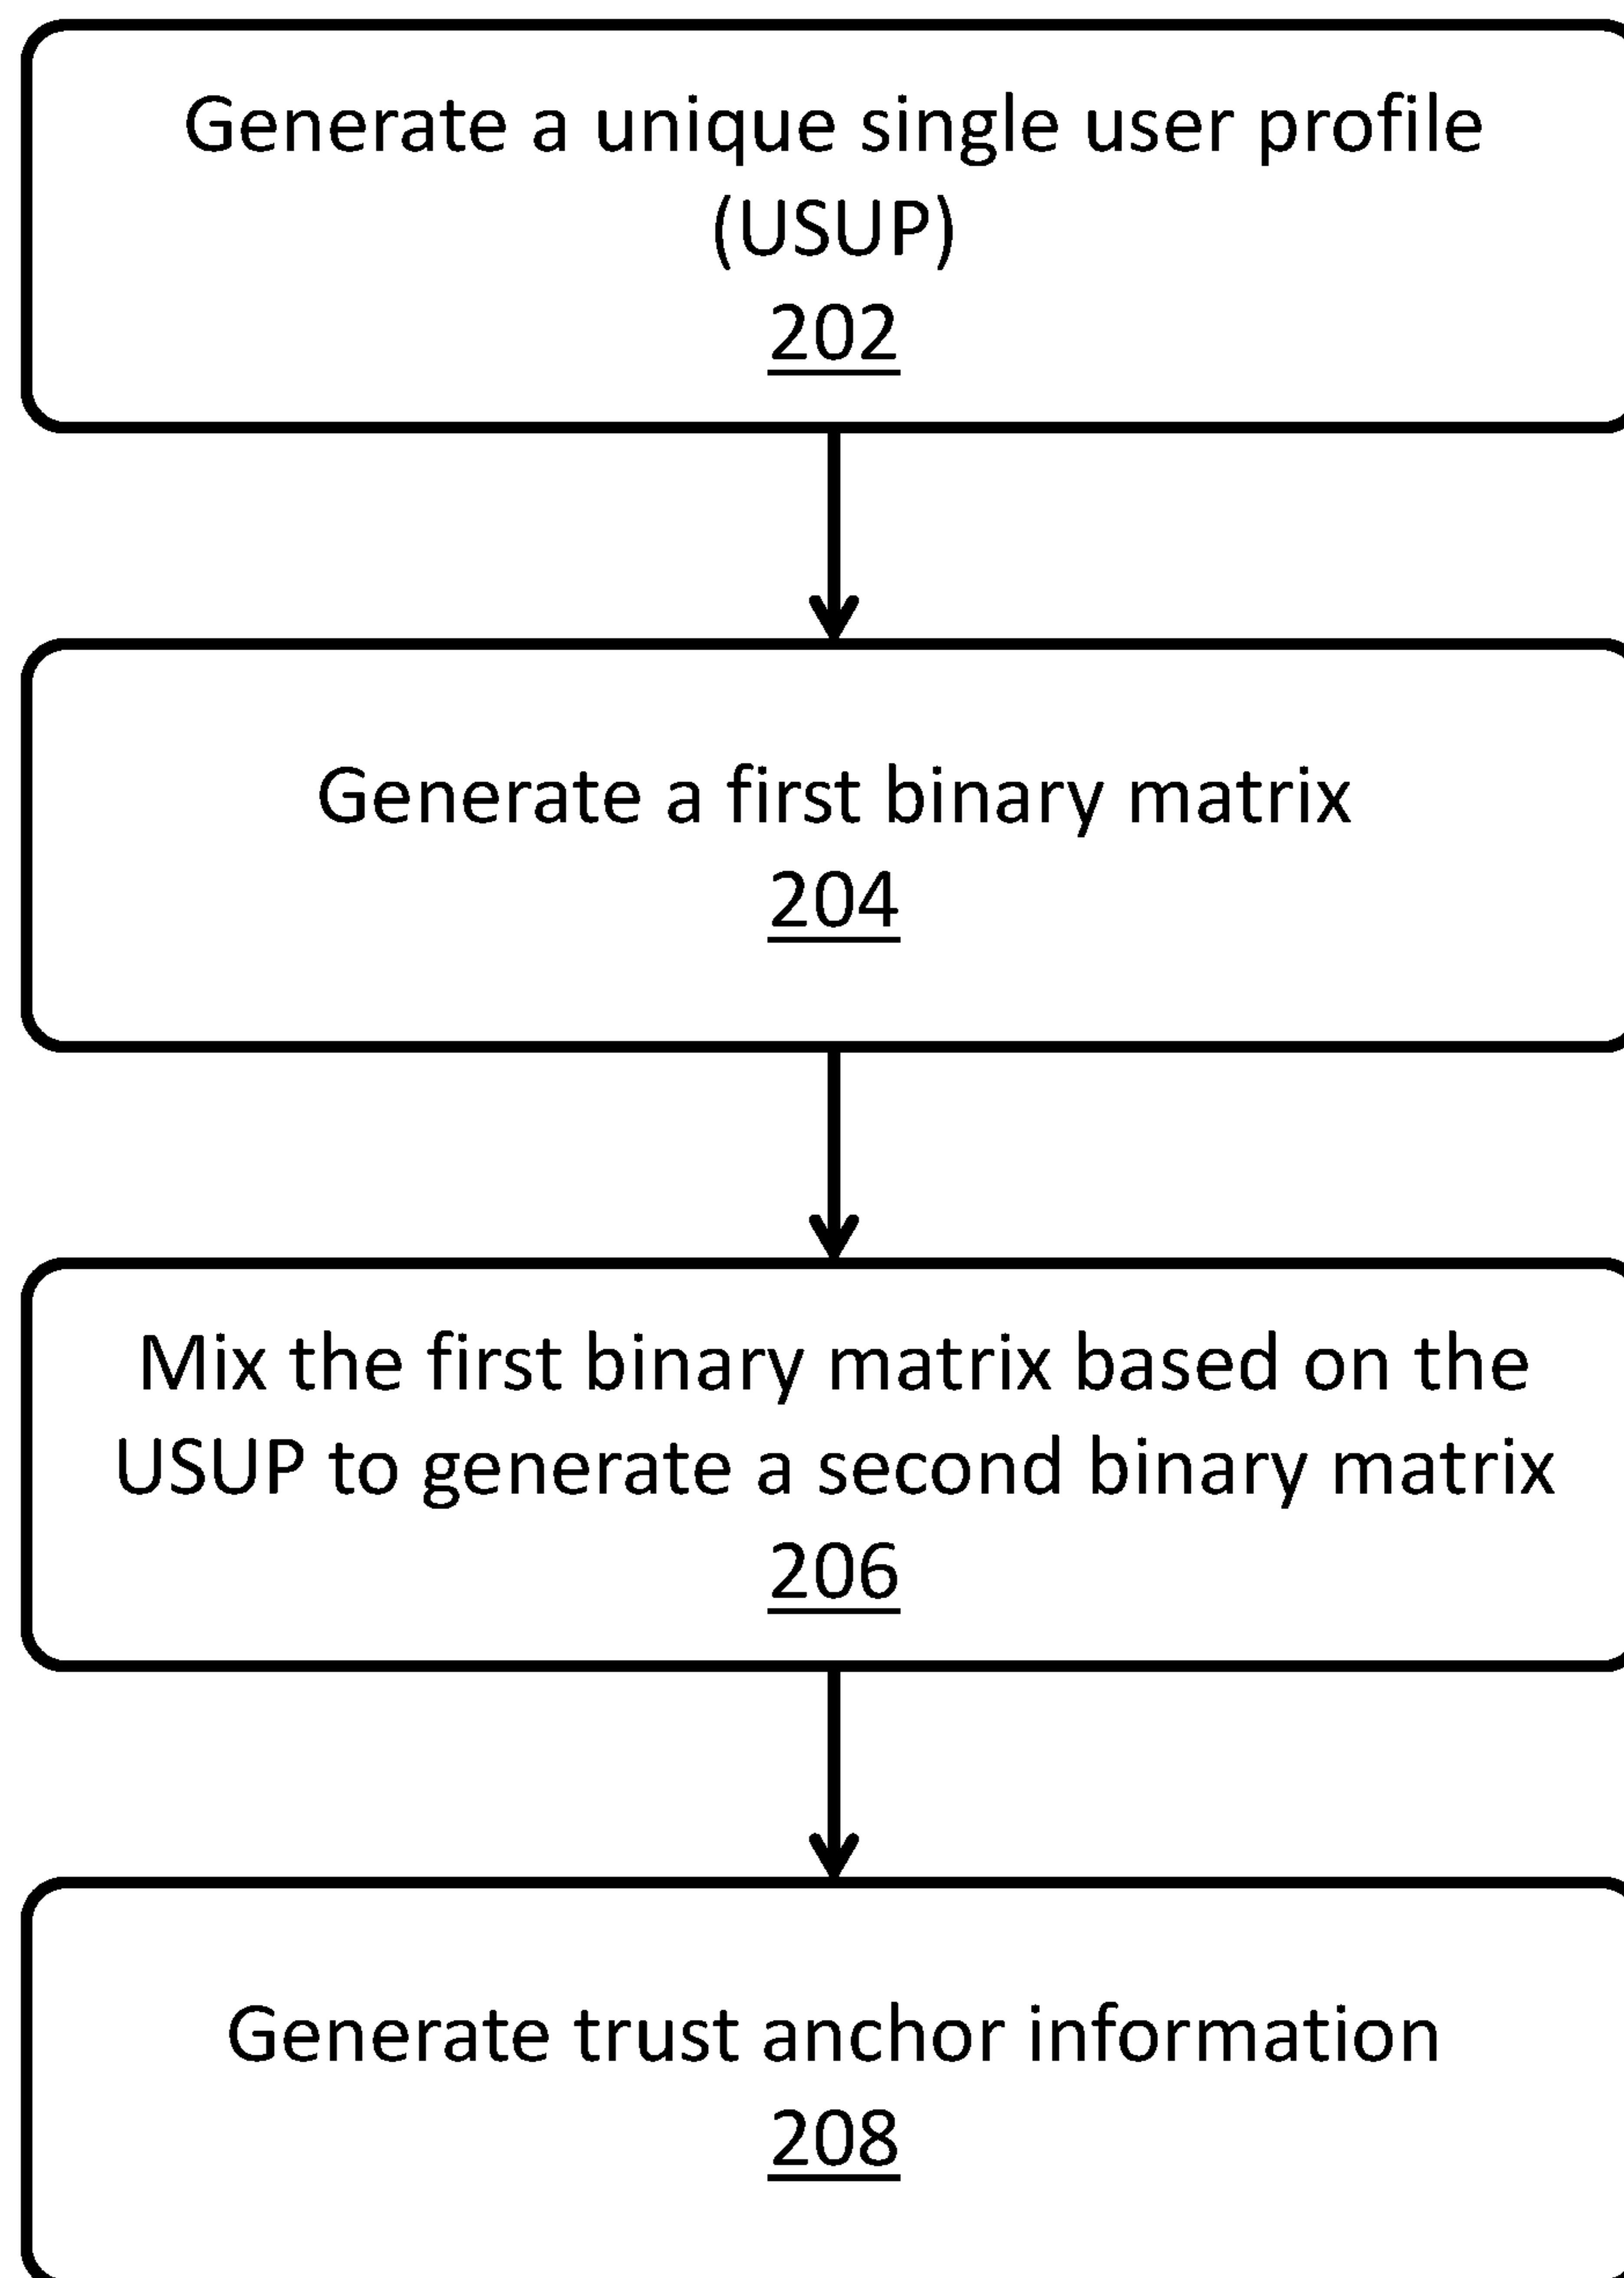 Generate a unique single user profile
(USUP)
202
Generate a first binary matrix
204
Mix the first binary matrix based on the
USUP to generate a second binary matrix
206
Generate trust anchor information
208